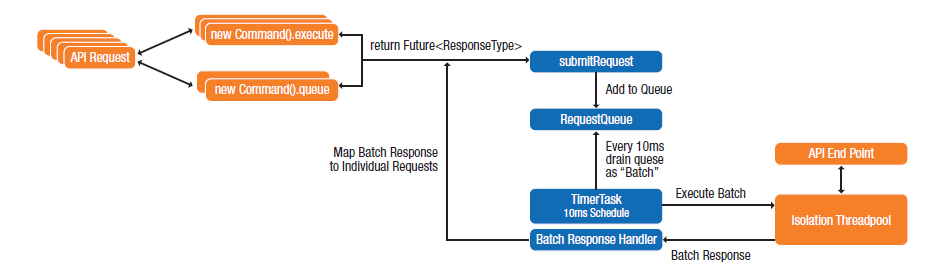 API Request
new Command().execute
new Command().queue
return Future<ResponseType>
submitRequest
Add to Queue
RequestQueue
Every 10ms
drain quese
as “Batch”
Map Batch Response
to Individual Requests
TimerTask
10ms Schedule
Execute Batch
API End Point
Isolation Threadpool
Batch Response Handler
Batch Response